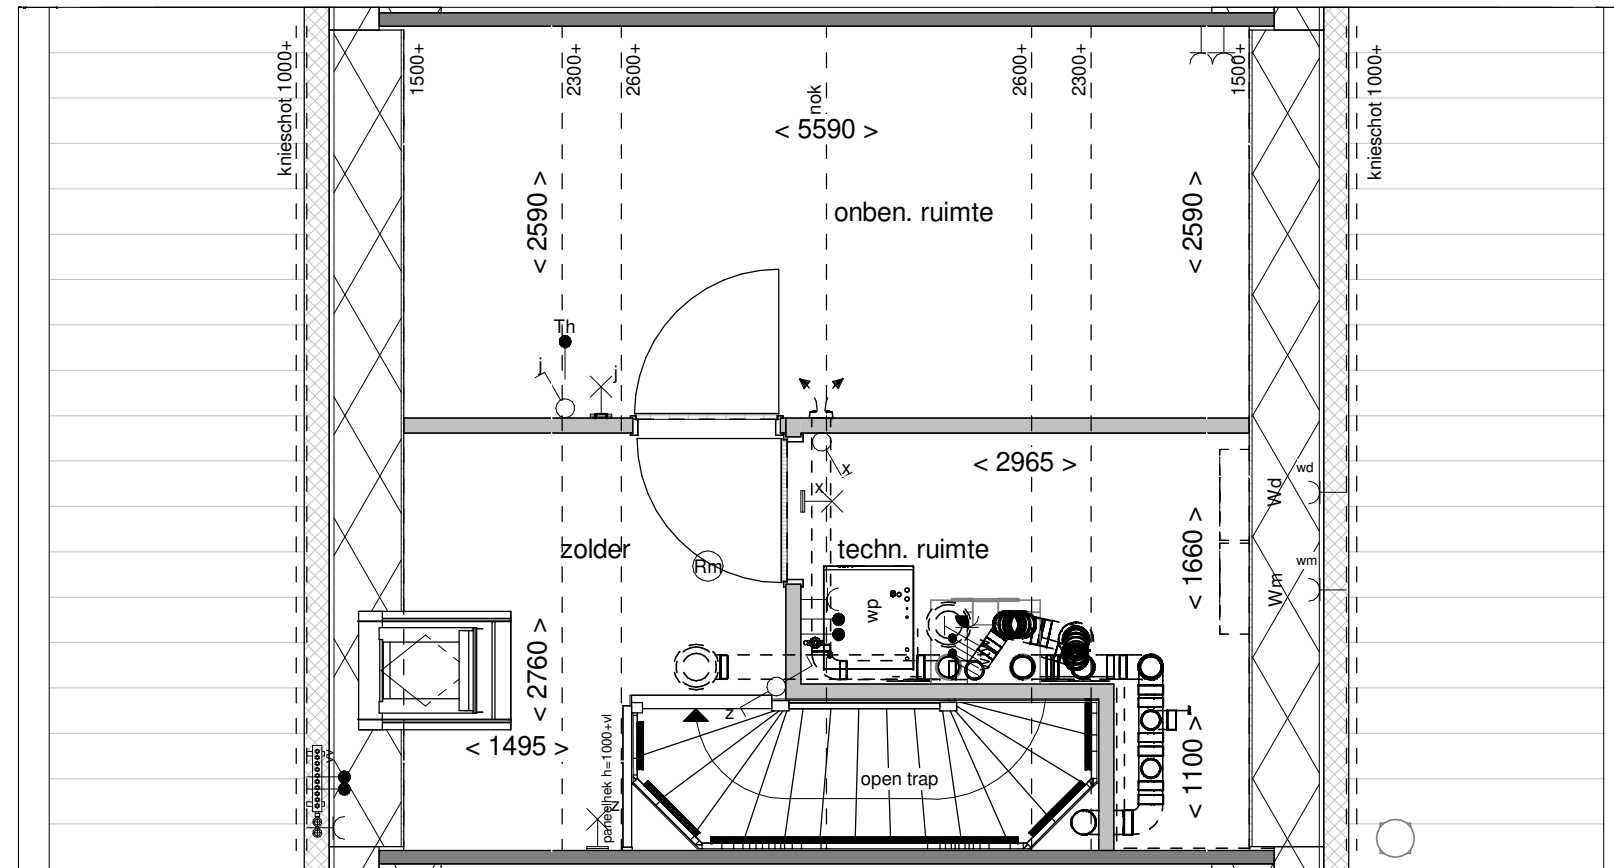 knieschot 1000+
1500+
2300+
2600+
nok
2600+
2300+
1500+
knieschot 1000+
< 5590 >
< 2590 >
onben. ruimte
< 2590 >
Th
j
j
x
x
< 2965 >
wd
Wd
zolder
techn. ruimte
Rm
< 1660 >
wm
Wm
wp
< 2760 >
z
< 1495 >
paneelhek h=1000+vl
z
open trap
< 1100 >